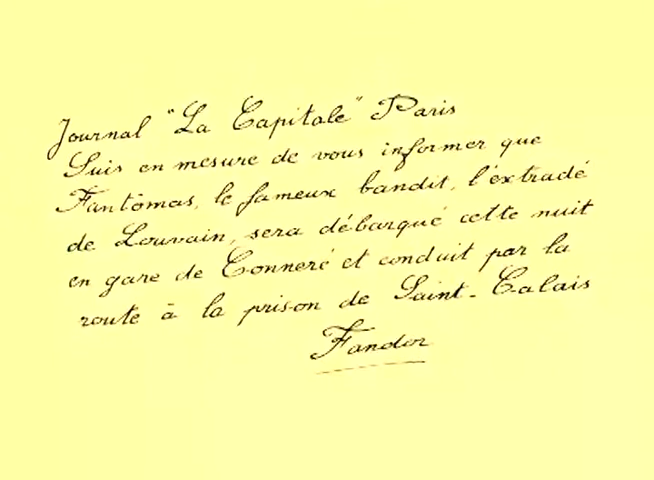 Journal "La Capitale" Paris
Suis en mesure de vous informer que
Fantômas, le fameux bandit, l'extradé
de Louvain, sera débarqué cette nuit
en gare de Conneré et conduit par la
route à la prison de Saint-Calais
Fandor